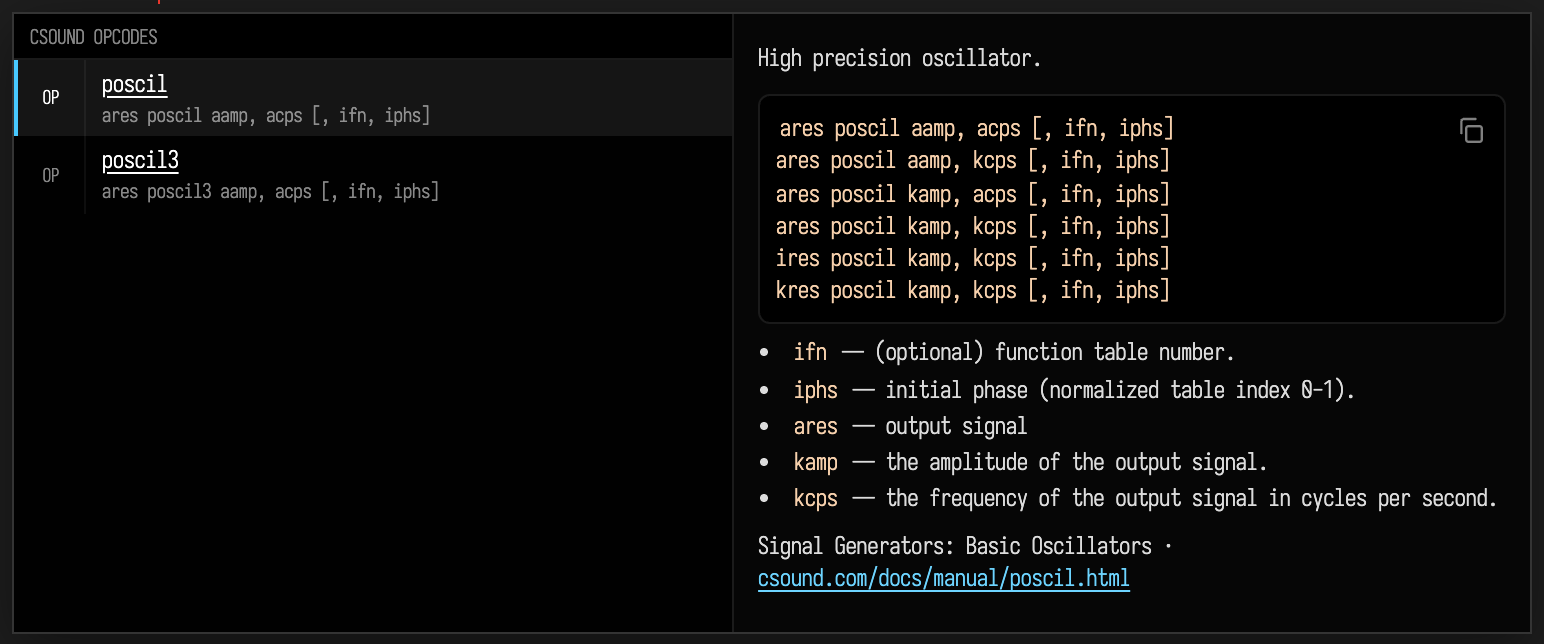 CSOUND OPCODES
OP
poscil
ares poscil aamp, acps [, ifn, iphs]
OP
poscil3
ares poscil3 aamp, acps [, ifn, iphs]
High precision oscillator.
ares poscil aamp, acps [, ifn, iphs]
ares poscil aamp, kcps [, ifn, iphs]
ares poscil kamp, acps [, ifn, iphs]
ares poscil kamp, kcps [, ifn, iphs]
ires poscil kamp, kcps [, ifn, iphs]
kres poscil kamp, kcps [, ifn, iphs]
• ifn — (optional) function table number.
• iphs — initial phase (normalized table index 0-1).
• ares — output signal
• kamp — the amplitude of the output signal.
• kcps — the frequency of the output signal in cycles per second.
Signal Generators: Basic Oscillators ·
csound.com/docs/manual/poscil.html